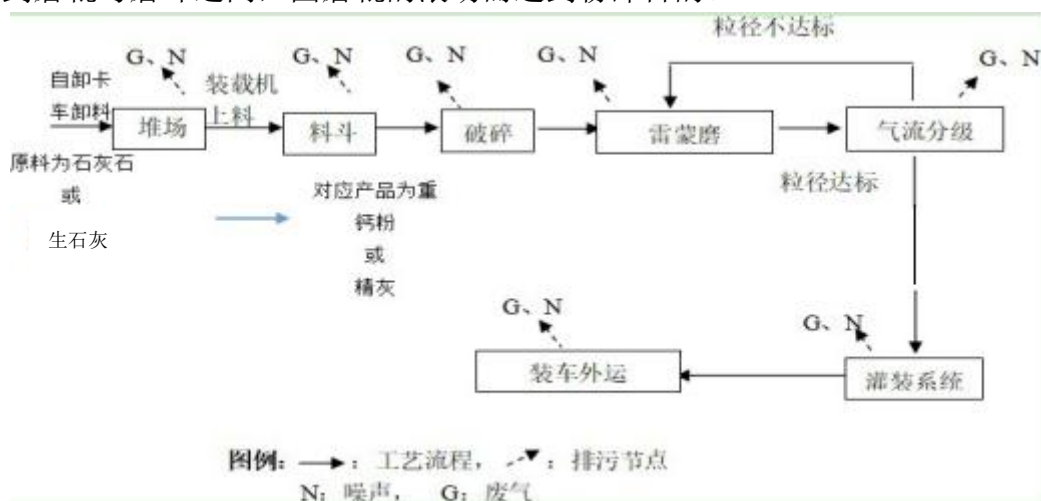 粒径不达标
G、N
G、N
G、N
G、N
G、N
自卸卡
车卸料
装载机
上料
堆场
料斗
破碎
雷蒙磨
气流分级
原料为石灰石
或
生石灰
对应产品为重
钙粉
或
精灰
粒径达标
G、N
G、N
装车外运
灌装系统
图例：：工艺流程，：排污节点
N：噪声， G：废气